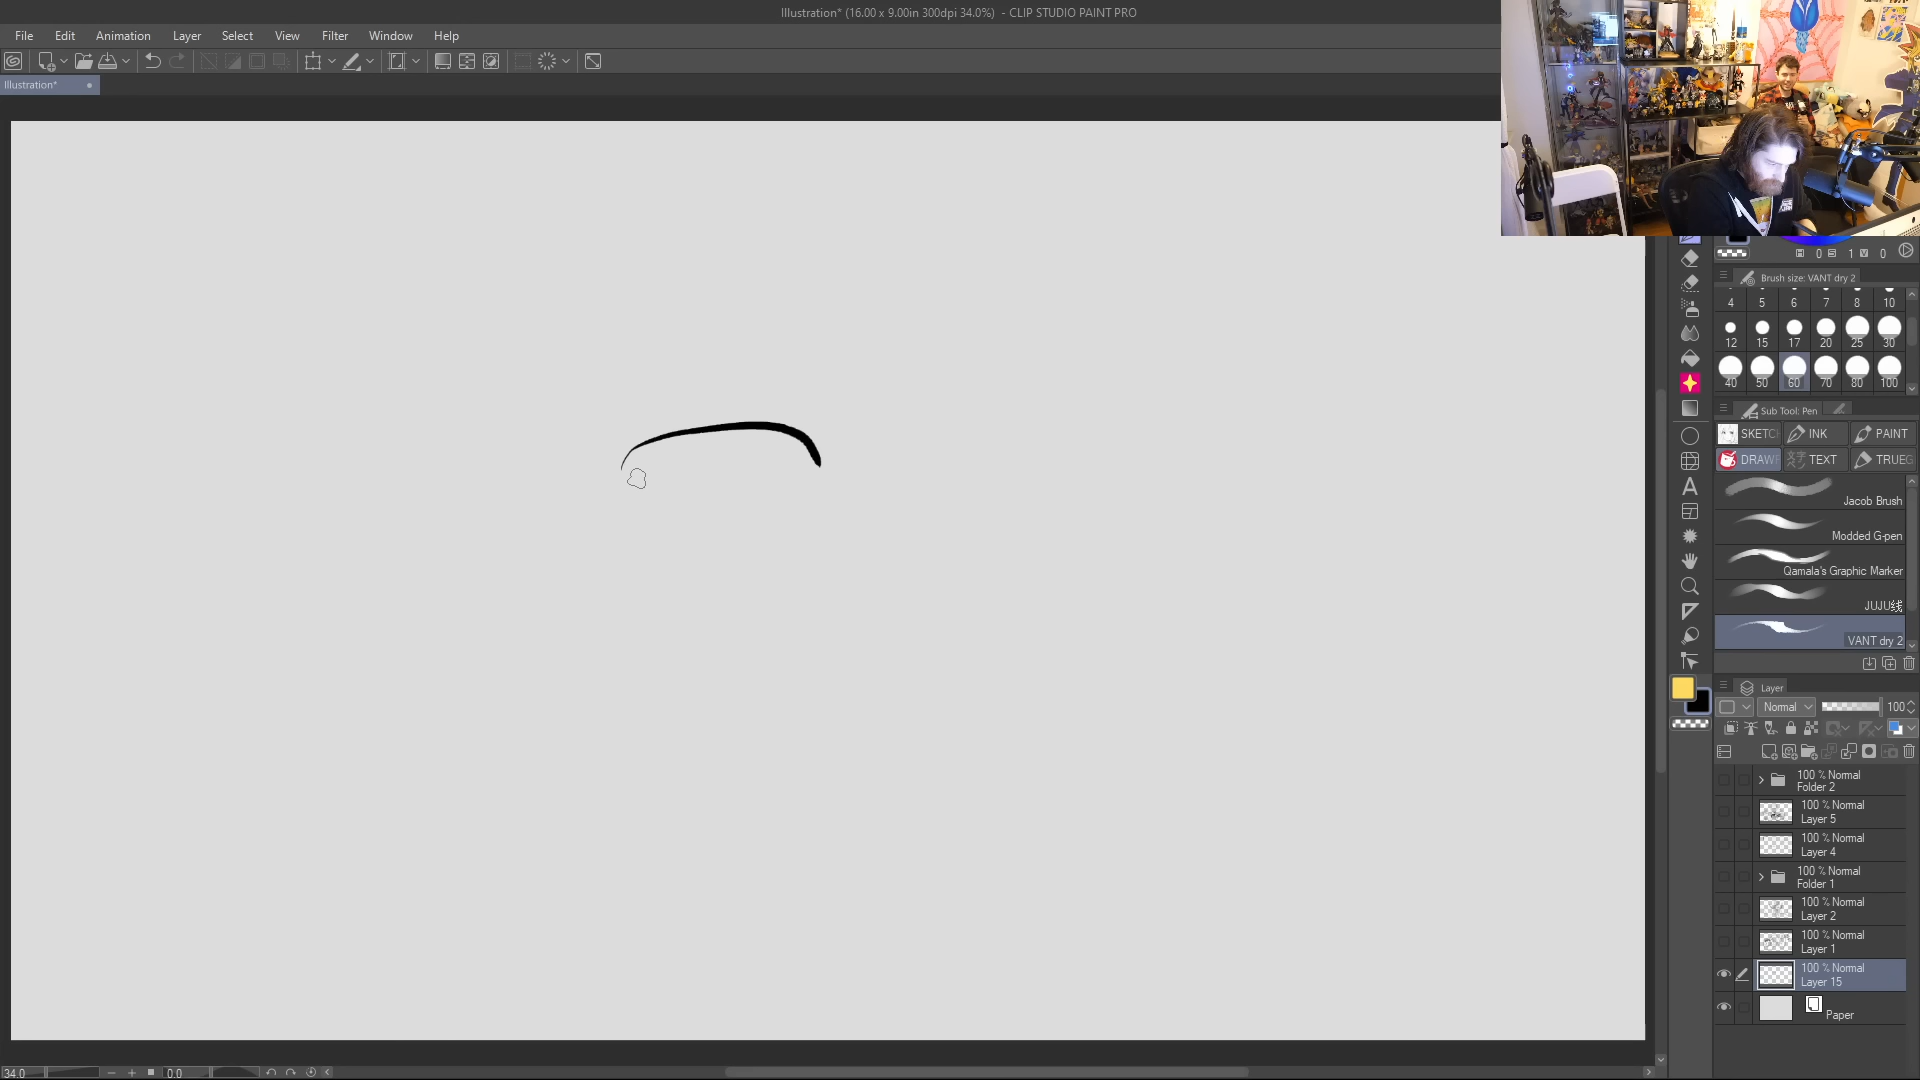 Illustration* (16.00 x 9.00in 300dpi 34.0%) - CLIP STUDIO PAINT PRO
File Edit Animation Layer Select View Filter Window Help
Illustration*
0 1 0
Brush size: VANT dry 2
4 5 6 7 8 10
12 15 17 20 25 30
40 50 60 70 80 100
Sub Tool: Pen
SKETC INK PAINT
DRAW TEXT TRUEG
Jacob Brush
Modded G-pen
Qamala's Graphic Marker
JUJU线
VANT dry 2
Layer
Normal 100
100 % Normal
Folder 2
100 % Normal
Layer 5
100 % Normal
Layer 4
100 % Normal
Folder 1
100 % Normal
Layer 2
100 % Normal
Layer 1
100 % Normal
Layer 15
Paper
34.0 0.0